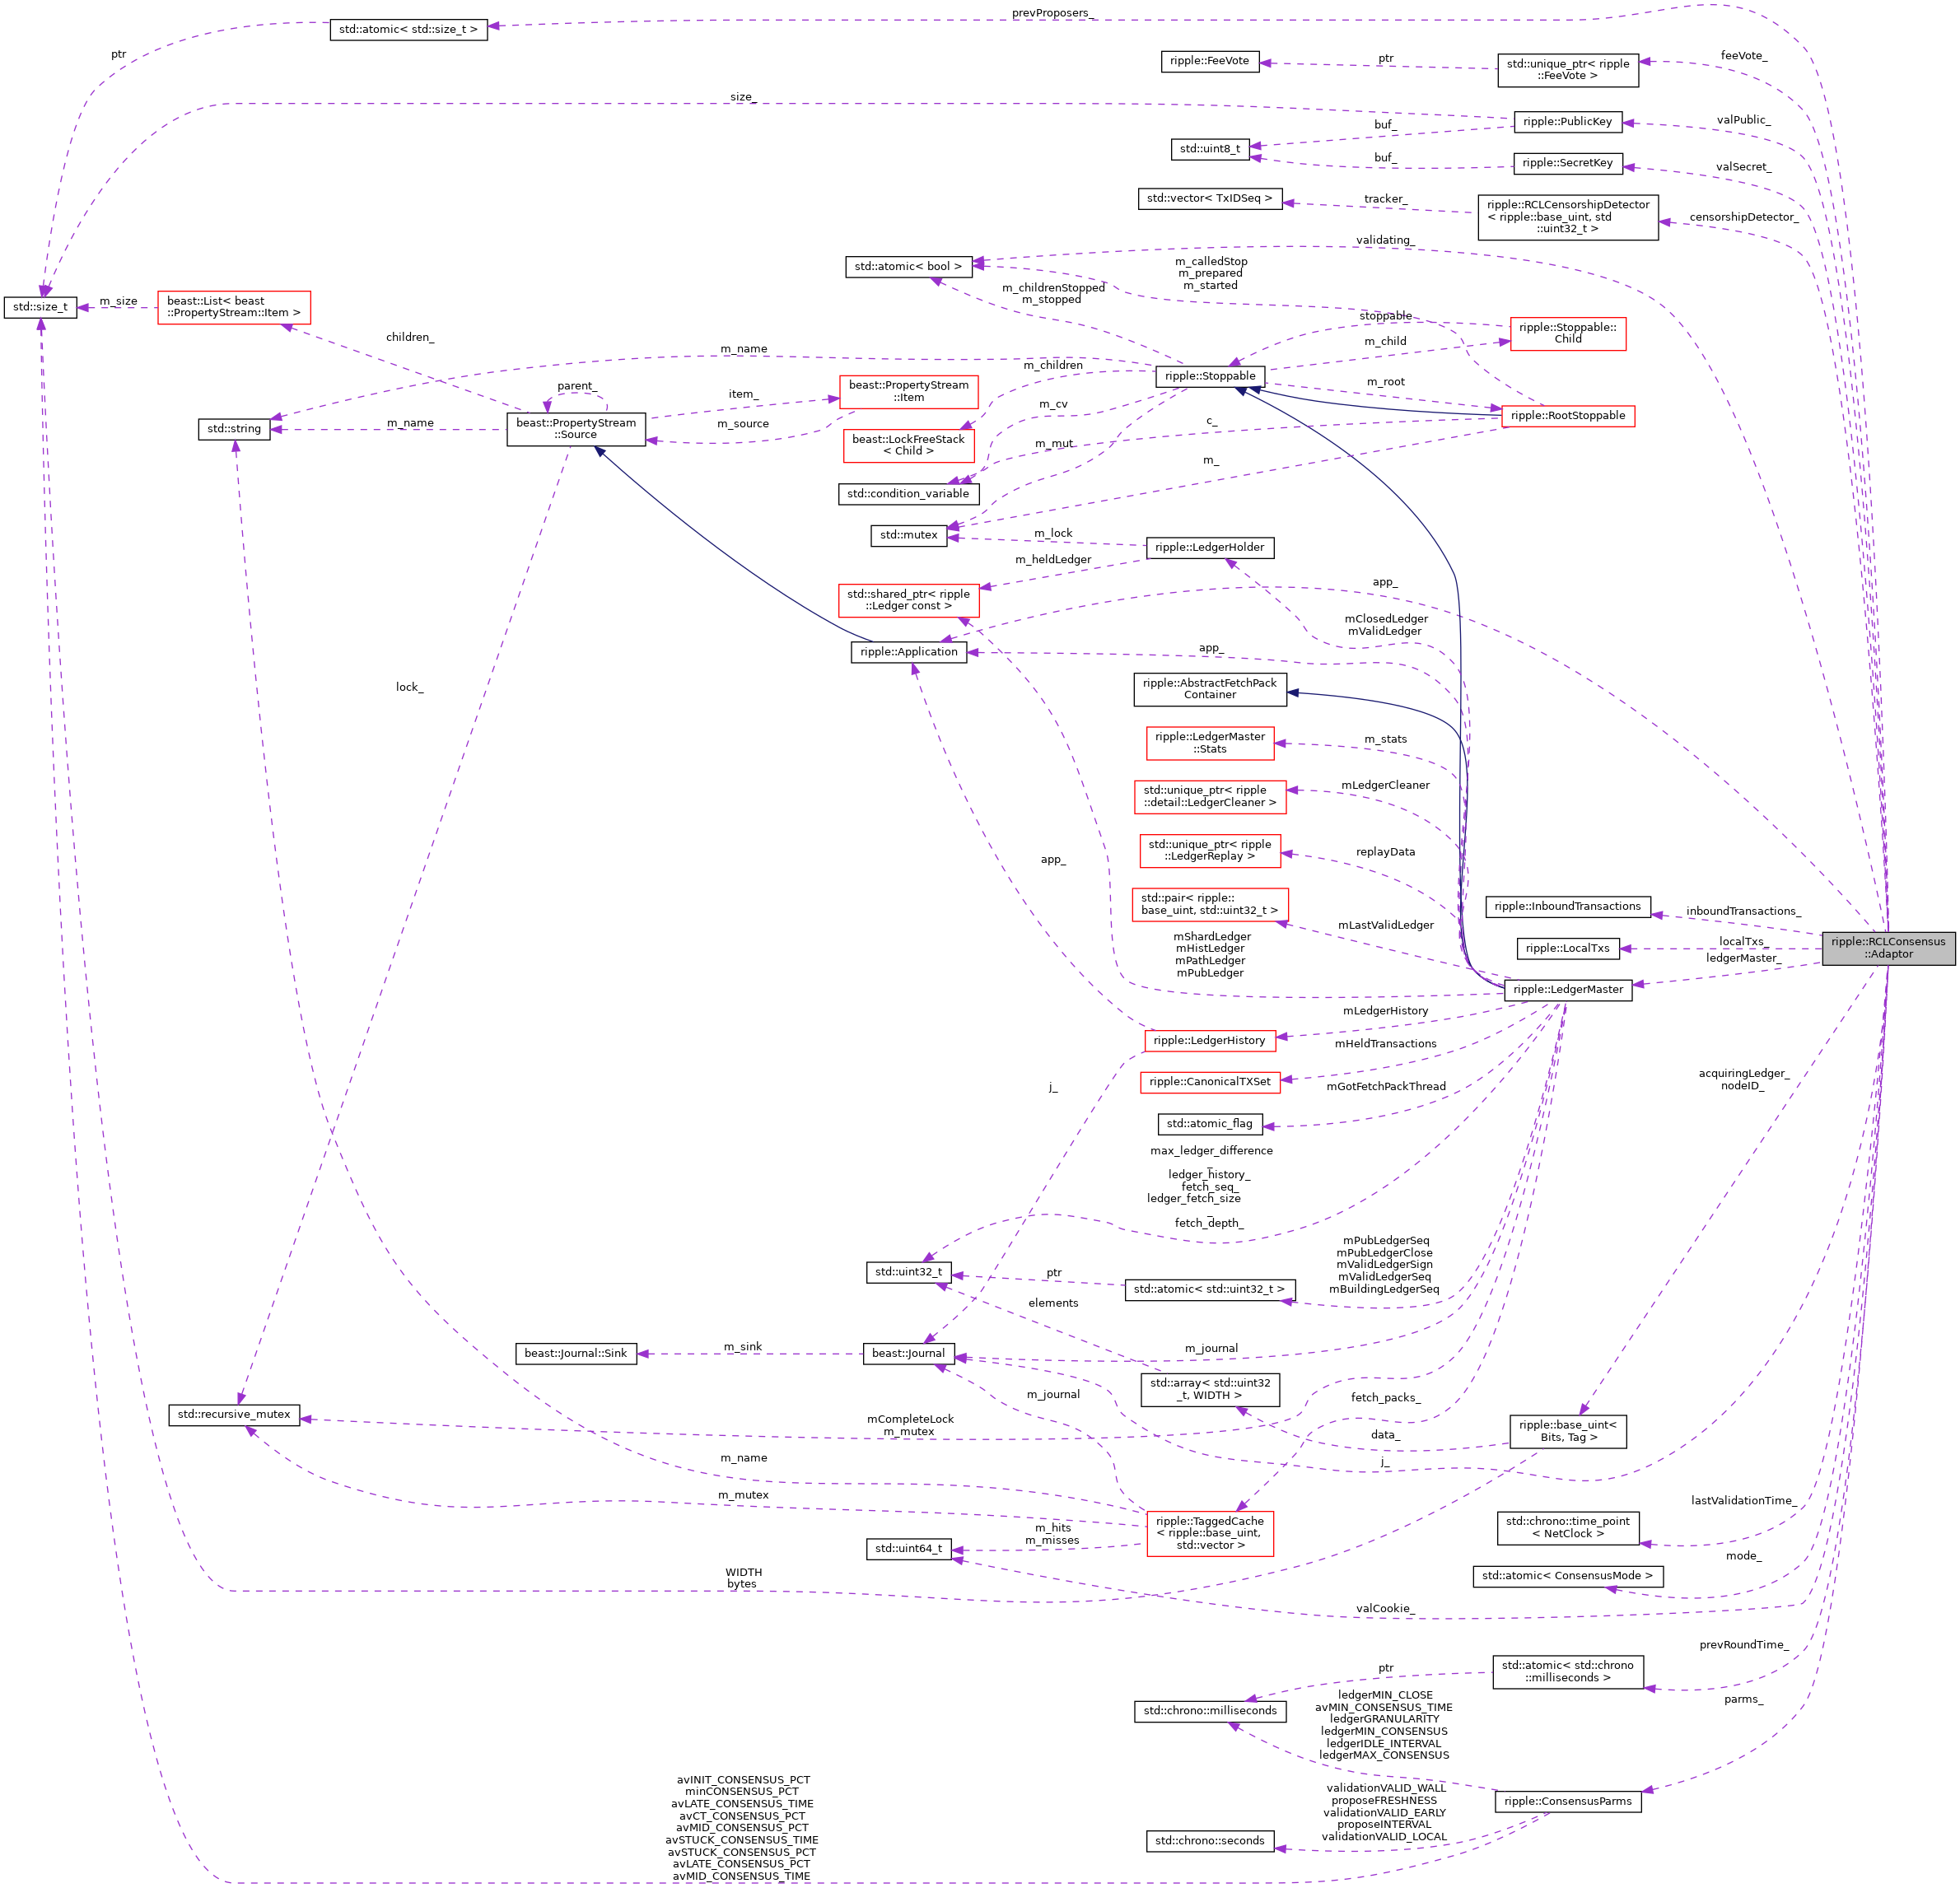 prevProposers_
std::atomic< std::size_t >
ptr
ripple::FeeVote
ptr
std::unique_ptr< ripple
::FeeVote >
feeVote_
size_
ripple::PublicKey
valPublic_
buf_
std::uint8_t
buf_
ripple::SecretKey
valSecret_
std::vector< TxIDSeq >
tracker_
ripple::RCLCensorshipDetector
< ripple::base_uint, std
::uint32_t >
censorshipDetector_
validating_
std::atomic< bool >
m_calledStop
m_prepared
m_started
m_childrenStopped
m_stopped
std::size_t
m_size
beast::List< beast
::PropertyStream::Item >
stoppable
ripple::Stoppable::
Child
children_
m_child
m_name
m_children
ripple::Stoppable
m_root
parent_
item_
beast::PropertyStream
::Item
m_cv
ripple::RootStoppable
std::string
m_name
beast::PropertyStream
::Source
m_source
c_
beast::LockFreeStack
< Child >
m_mut
m_
std::condition_variable
std::mutex
m_lock
ripple::LedgerHolder
m_heldLedger
std::shared_ptr< ripple
::Ledger const >
app_
mClosedLedger
mValidLedger
ripple::Application
app_
lock_
ripple::AbstractFetchPack
Container
ripple::LedgerMaster
::Stats
m_stats
std::unique_ptr< ripple
::detail::LedgerCleaner >
mLedgerCleaner
app_
std::unique_ptr< ripple
::LedgerReplay >
replayData
std::pair< ripple::
base_uint, std::uint32_t >
mLastValidLedger
ripple::InboundTransactions
inboundTransactions_
mShardLedger
mHistLedger
mPathLedger
mPubLedger
ripple::LocalTxs
localTxs_
ripple::RCLConsensus
::Adaptor
ledgerMaster_
ripple::LedgerMaster
mLedgerHistory
ripple::LedgerHistory
mHeldTransactions
ripple::CanonicalTXSet
j_
mGotFetchPackThread
acquiringLedger_
nodeID_
std::atomic_flag
max_ledger_difference
_
ledger_history_
fetch_seq_
ledger_fetch_size
_
fetch_depth_
mPubLedgerSeq
mPubLedgerClose
mValidLedgerSign
mValidLedgerSeq
mBuildingLedgerSeq
std::uint32_t
ptr
std::atomic< std::uint32_t >
elements
beast::Journal::Sink
m_sink
beast::Journal
m_journal
std::array< std::uint32
_t, WIDTH >
m_journal
fetch_packs_
std::recursive_mutex
mCompleteLock
m_mutex
data_
ripple::base_uint<
Bits, Tag >
j_
m_name
m_mutex
lastValidationTime_
std::chrono::time_point
< NetClock >
ripple::TaggedCache
< ripple::base_uint,
std::vector >
m_hits
m_misses
std::uint64_t
mode_
std::atomic< ConsensusMode >
WIDTH
bytes
valCookie_
prevRoundTime_
ptr
std::atomic< std::chrono
::milliseconds >
std::chrono::milliseconds
ledgerMIN_CLOSE
avMIN_CONSENSUS_TIME
ledgerGRANULARITY
ledgerMIN_CONSENSUS
ledgerIDLE_INTERVAL
ledgerMAX_CONSENSUS
parms_
ripple::ConsensusParms
validationVALID_WALL
proposeFRESHNESS
validationVALID_EARLY
proposeINTERVAL
validationVALID_LOCAL
std::chrono::seconds
avINIT_CONSENSUS_PCT
minCONSENSUS_PCT
avLATE_CONSENSUS_TIME
avCT_CONSENSUS_PCT
avMID_CONSENSUS_PCT
avSTUCK_CONSENSUS_TIME
avSTUCK_CONSENSUS_PCT
avLATE_CONSENSUS_PCT
avMID_CONSENSUS_TIME